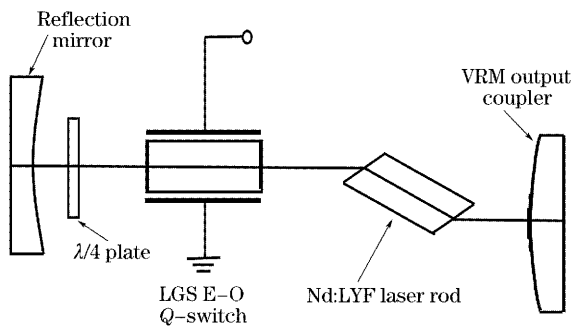 Reflection
mirror
VRM output
coupler
λ/4 plate
LGS E-O
Q-switch
Nd:LYF laser rod